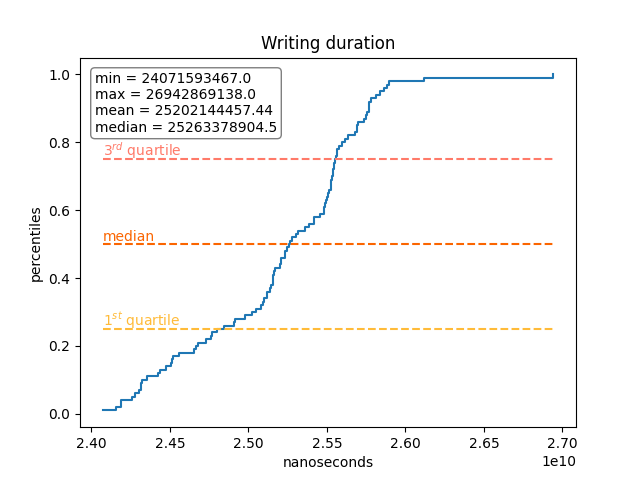 Writing duration
min = 24071593467.0
max = 26942869138.0
mean = 25202144457.44
median = 25263378904.5
1.0
0.8
0.6
0.4
0.2
0.0
percentiles
3rd quartile
median
1st quartile
2.40 2.45 2.50 2.55 2.60 2.65 2.70
nanoseconds
1e10